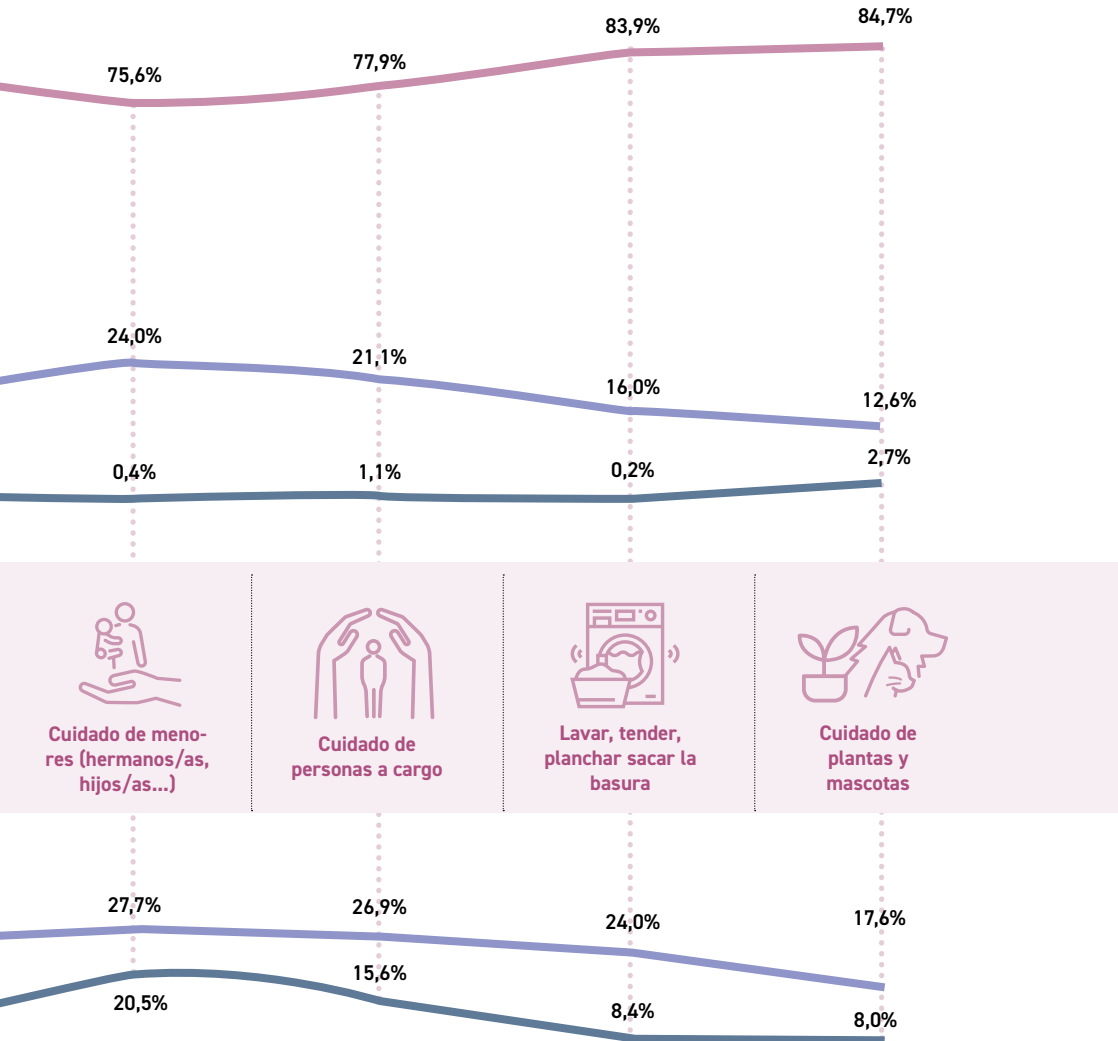 84,7%
83,9%
77,9%
75,6%
24,0%
21,1%
16,0%
12,6%
0,4%
1,1%
0,2%
2,7%
Cuidado de meno-
res (hermanos/as,
hijos/as...)
Cuidado de
personas a cargo
Lavar, tender,
planchar sacar la
basura
Cuidado de
plantas y
mascotas
27,7%
26,9%
24,0%
17,6%
20,5%
15,6%
8,4%
8,0%